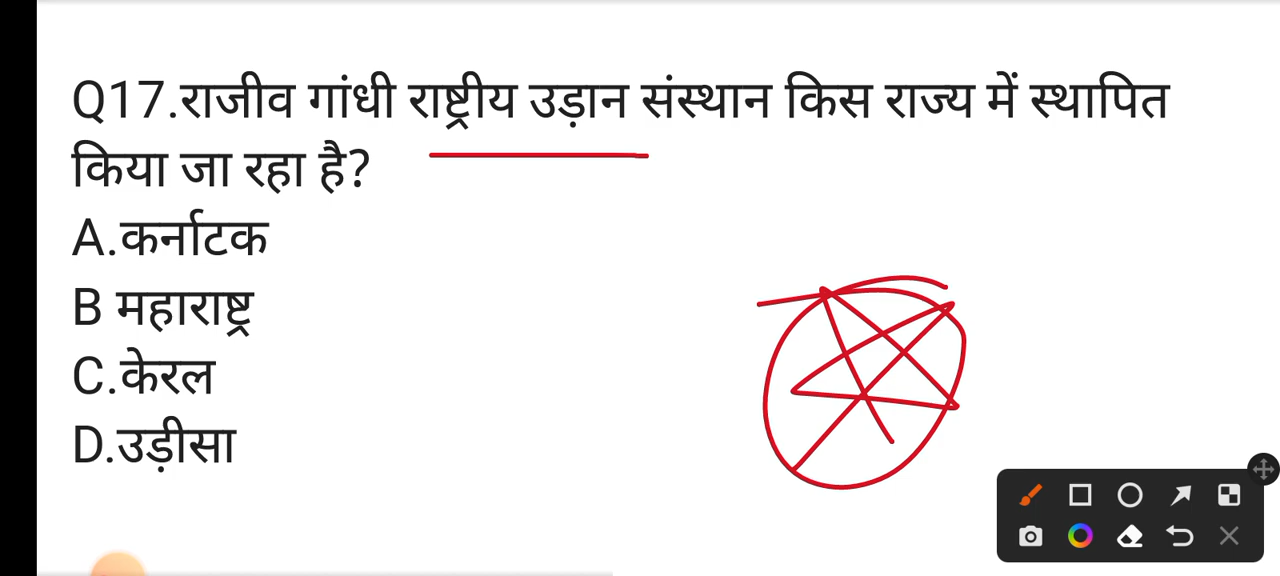 Q17.राजीव गांधी राष्ट्रीय उड़ान संस्थान किस राज्य में स्थापित
किया जा रहा है?
A.कर्नाटक
B महाराष्ट्र
C.केरल
D.उड़ीसा